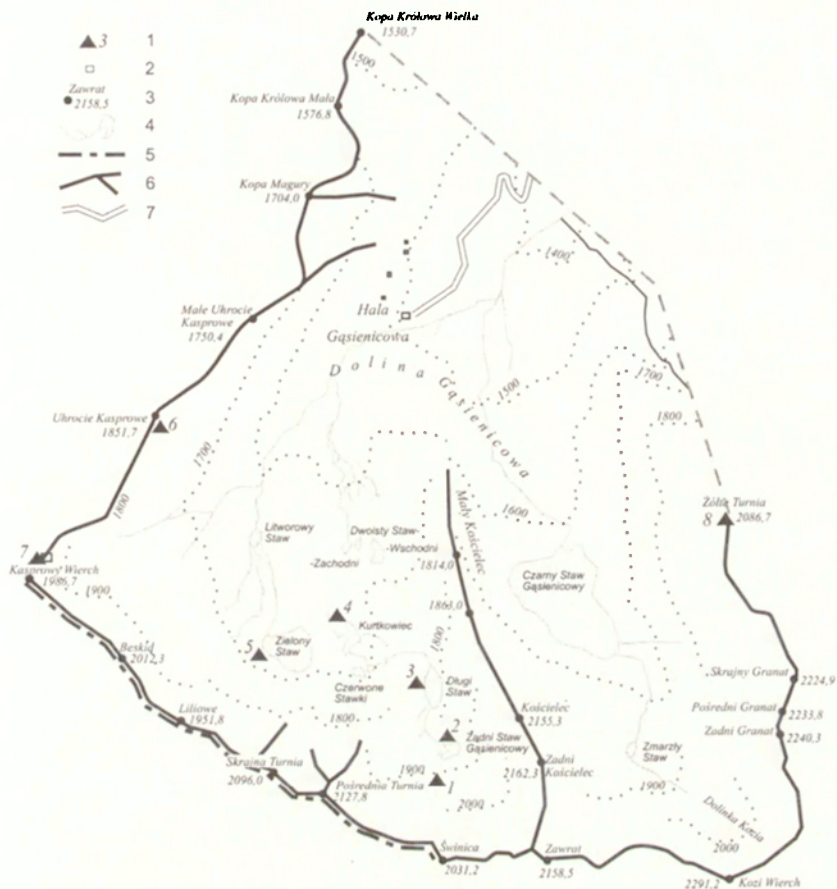 Kopa Królowa Wielka
1530,7
3 1
2
Zawrat
2158,5 3
4
5
6
7
1500
Kopa Królowa Mała
1576,8
Kopa Magury
1704,0
1400
Małe Uhrocie
Kasprowe
1750,4
Hala
Gąsienicowa
Dolina Gąsienicowa
1500
1700
1800
Uhrocie Kasprowe
1851,7
6
1700
1800
1600
Mały Kościelec
Żółta Turnia
8 2086,7
Litworowy
Staw
Dwoisty Staw-
-Wschodni
-Zachodni
1814,0
Czarny Staw
Gąsienicowy
7
Kasprowy Wierch
1986,7
1900
1863,0
4
Kurtkowiec
1800
Beskid
2012,3
5
Zielony
Staw
3
Długi
Staw
Czerwone
Stawki
1800
Skrajny Granat
2224,9
Pośredni Granat
2233,8
Zadni Granat
2240,3
Liliowe
1951,8
Kościelec
2155,3
2
Żadni Staw
Gąsienicowy
Zmarzły
Staw
Skrajna Turnia
2096,0
1900
1
Zadni
Kościelec
2162,3
1900
Pośrednia Turnia
2127,8
2000
Dolinka Kozia
2000
Świnica
2031,2
Zawrat
2158,5
2291,2
Kozi Wierch